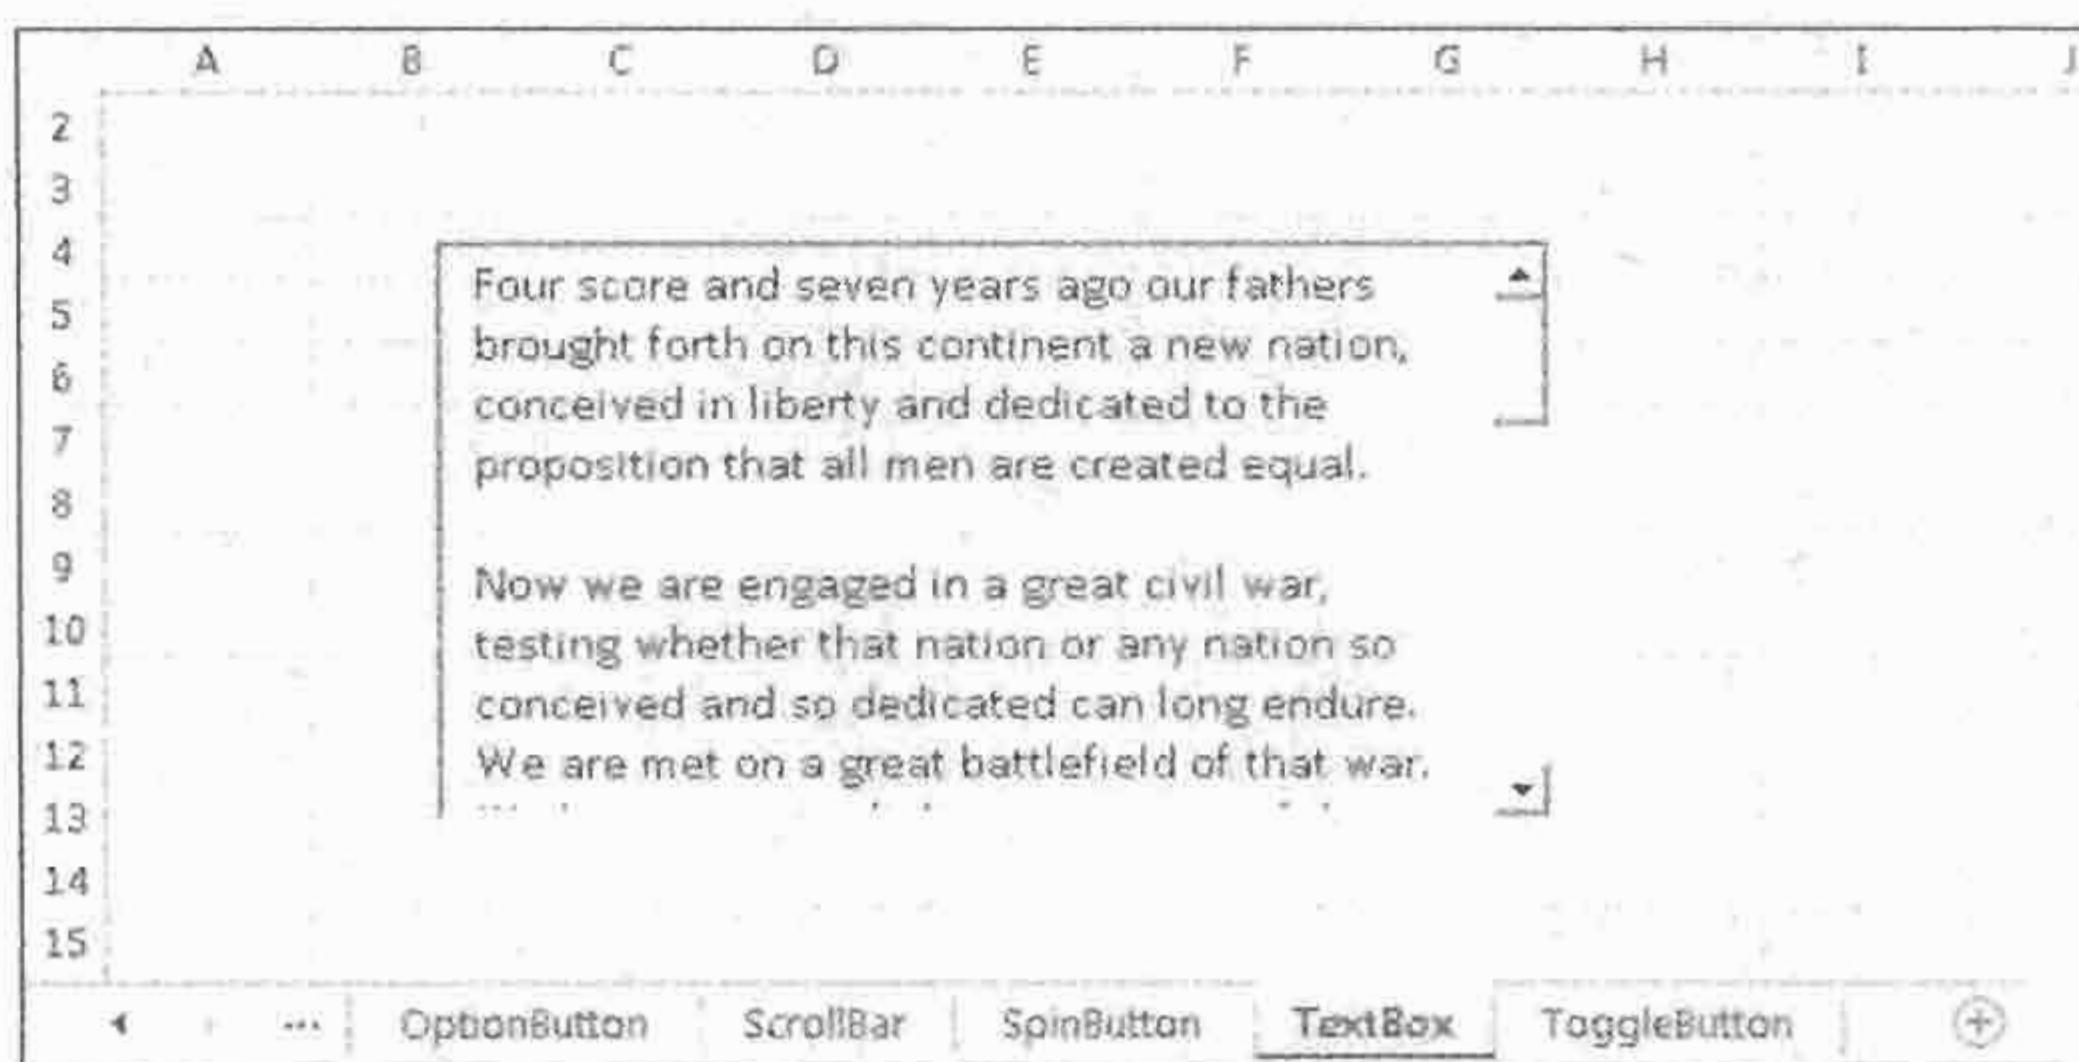 A B C D E F G H I J
2
3
4
Four score and seven years ago our fathers
5
brought forth on this continent a new nation,
6
conceived in liberty and dedicated to the
7
proposition that all men are created equal.
8
9
Now we are engaged in a great civil war,
10
testing whether that nation or any nation so
11
conceived and so dedicated can long endure.
12
We are met on a great battlefield of that war.
13
14
15
... OptionButton ScrollBar SpinButton TextBox ToggleButton